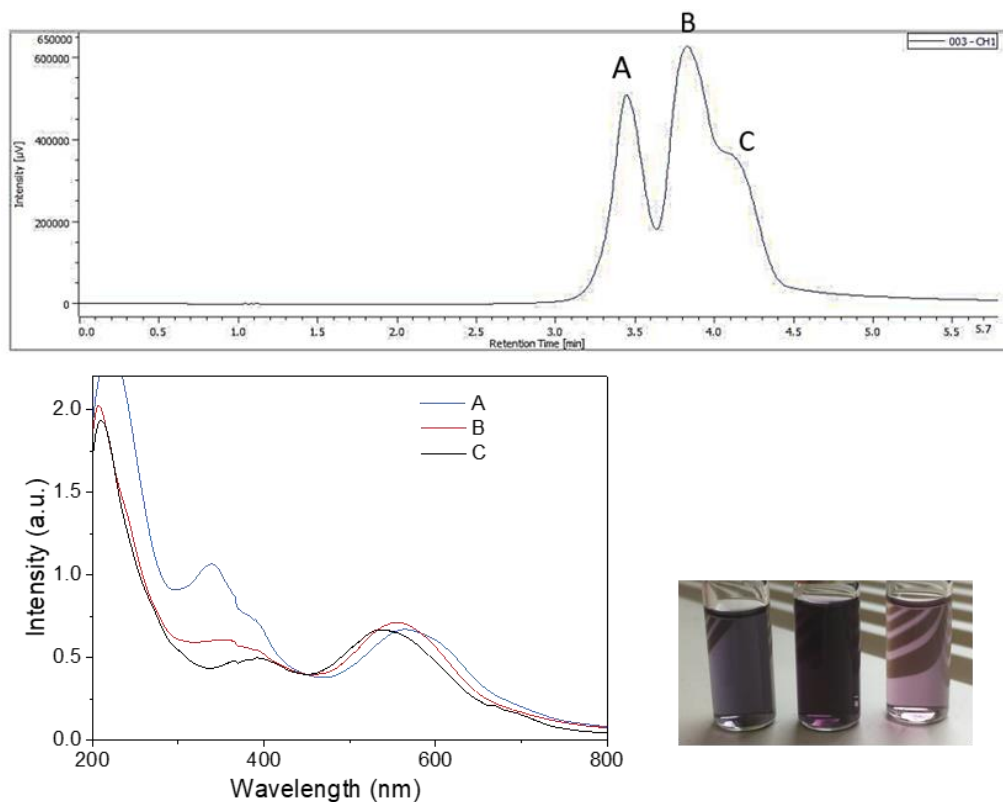 B
A
C
003 - CH1
650000
600000
400000
200000
0
Intensity [µV]
0.0 0.5 1.0 1.5 2.0 2.5 3.0 3.5 4.0 4.5 5.0 5.5 5.7
Retention Time [min]
A
B
C
2.0
1.5
1.0
0.5
0.0
Intensity (a.u.)
200 400 600 800
Wavelength (nm)